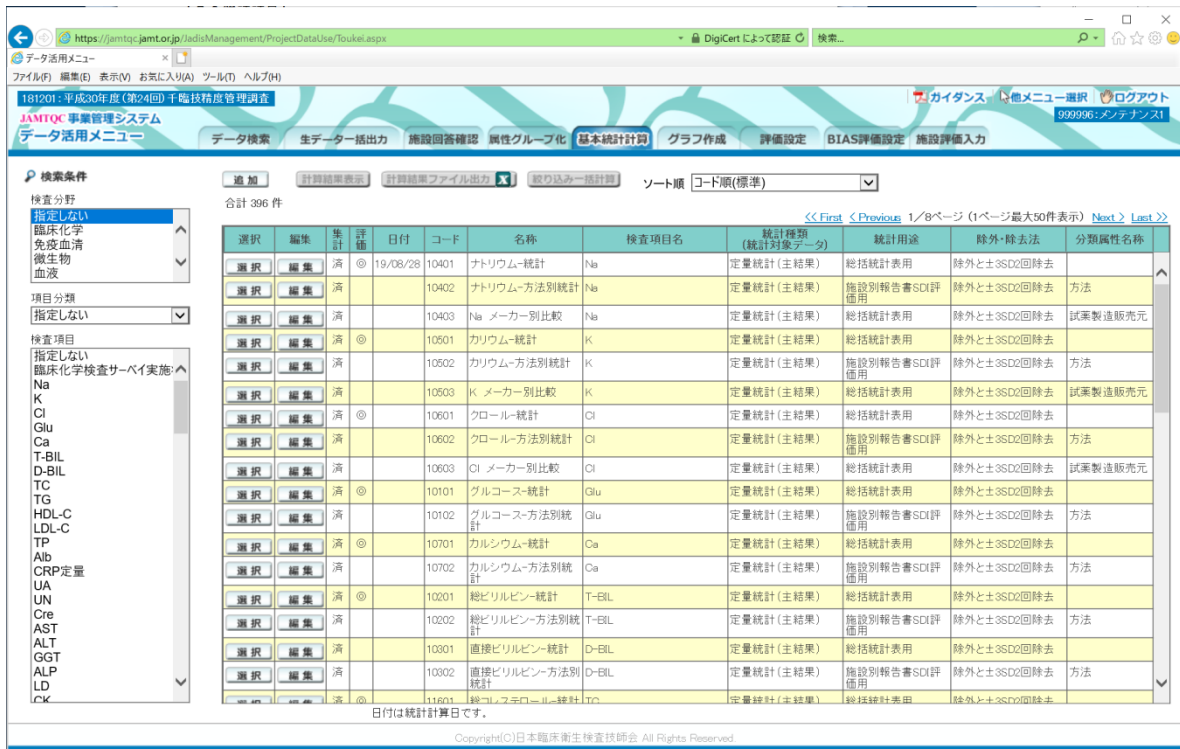 https://jamtqc.jamt.or.jp/JadisManagement/ProjectDataUse/Toukei.aspx DigiCert によって認証 検索...
データ活用メニュー
ファイル(F) 編集(E) 表示(V) お気に入り(A) ツール(T) ヘルプ(H)
181201:平成30年度(第24回)千臨技精度管理調査 ガイダンス 他メニュー選択 ログアウト
JAMTQC 事業管理システム 999996:メンテナンス1
データ活用メニュー データ検索 生データ一括出力 施設回答確認 属性グループ化 基本統計計算 グラフ作成 評価設定 BIAS評価設定 施設評価入力
検索条件 追加 計算結果表示 計算結果ファイル出力 絞り込み一括計算 ソート順 コード順(標準)
検査分野 合計 396 件
指定しない
臨床化学
免疫血清
微生物
血液
項目分類
指定しない
検査項目
指定しない
臨床化学検査サーベイ実施
Na
K
Cl
Glu
Ca
T-BIL
D-BIL
TC
TG
HDL-C
LDL-C
TP
Alb
CRP定量
UA
UN
Cre
AST
ALT
GGT
ALP
LD
CK
<< First < Previous 1/8ページ (1ページ最大50件表示) Next > Last >>
選択 編集 集計 評価 日付 コード 名称 検査項目名 統計種類(統計対象データ) 統計用途 除外・除去法 分類属性名称
選択 編集 済 ◎ 19/08/28 10401 ナトリウム-統計 Na 定量統計(主結果) 総括統計表用 除外と±3SD2回除去
選択 編集 済 10402 ナトリウム-方法別統計 Na 定量統計(主結果) 施設別報告書SDI評価用 除外と±3SD2回除去 方法
選択 編集 済 10403 Na メーカー別比較 Na 定量統計(主結果) 総括統計表用 除外と±3SD2回除去 試薬製造販売元
選択 編集 済 ◎ 10501 カリウム-統計 K 定量統計(主結果) 総括統計表用 除外と±3SD2回除去
選択 編集 済 10502 カリウム-方法別統計 K 定量統計(主結果) 施設別報告書SDI評価用 除外と±3SD2回除去 方法
選択 編集 済 10503 K メーカー別比較 K 定量統計(主結果) 総括統計表用 除外と±3SD2回除去 試薬製造販売元
選択 編集 済 ◎ 10601 クロール-統計 Cl 定量統計(主結果) 総括統計表用 除外と±3SD2回除去
選択 編集 済 10602 クロール-方法別統計 Cl 定量統計(主結果) 施設別報告書SDI評価用 除外と±3SD2回除去 方法
選択 編集 済 10603 Cl メーカー別比較 Cl 定量統計(主結果) 総括統計表用 除外と±3SD2回除去 試薬製造販売元
選択 編集 済 ◎ 10101 グルコース-統計 Glu 定量統計(主結果) 総括統計表用 除外と±3SD2回除去
選択 編集 済 10102 グルコース-方法別統計 Glu 定量統計(主結果) 施設別報告書SDI評価用 除外と±3SD2回除去 方法
選択 編集 済 ◎ 10701 カルシウム-統計 Ca 定量統計(主結果) 総括統計表用 除外と±3SD2回除去
選択 編集 済 10702 カルシウム-方法別統計 Ca 定量統計(主結果) 施設別報告書SDI評価用 除外と±3SD2回除去 方法
選択 編集 済 ◎ 10201 総ビリルビン-統計 T-BIL 定量統計(主結果) 総括統計表用 除外と±3SD2回除去
選択 編集 済 10202 総ビリルビン-方法別統計 T-BIL 定量統計(主結果) 施設別報告書SDI評価用 除外と±3SD2回除去 方法
選択 編集 済 10301 直接ビリルビン-統計 D-BIL 定量統計(主結果) 総括統計表用 除外と±3SD2回除去
選択 編集 済 10302 直接ビリルビン-方法別統計 D-BIL 定量統計(主結果) 施設別報告書SDI評価用 除外と±3SD2回除去 方法
選択 編集 済 ◎ 11601 総コレステロール-統計 TC 定量統計(主結果) 総括統計表用 除外と±3SD2回除去
日付は統計計算日です。
Copyright(C)日本臨床衛生検査技師会 All Rights Reserved.